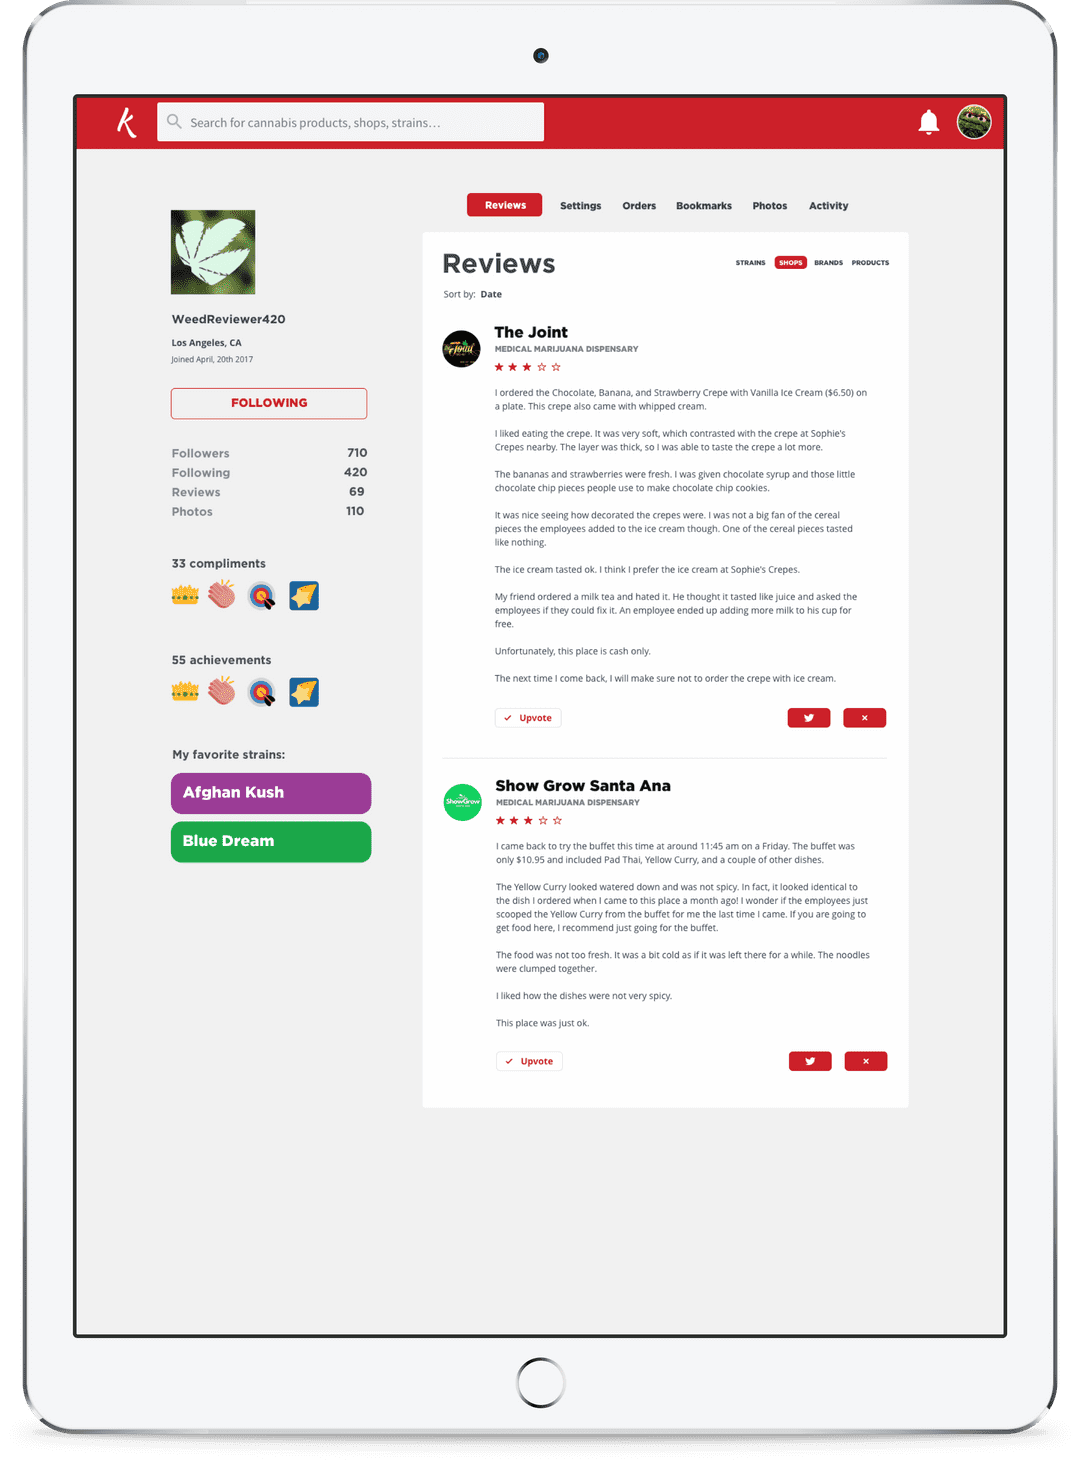 k
Search for cannabis products, shops, strains...
WeedReviewer420
Los Angeles, CA
Joined April, 20th 2017
FOLLOWING
Followers 710
Following 420
Reviews 69
Photos 110
33 compliments
55 achievements
My favorite strains:
Afghan Kush
Blue Dream
Reviews Settings Orders Bookmarks Photos Activity
Reviews
STRAINS SHOPS BRANDS PRODUCTS
Sort by: Date
The Joint
MEDICAL MARIJUANA DISPENSARY
I ordered the Chocolate, Banana, and Strawberry Crepe with Vanilla Ice Cream ($6.50) on
a plate. This crepe also came with whipped cream.
I liked eating the crepe. It was very soft, which contrasted with the crepe at Sophie's
Crepes nearby. The layer was thick, so I was able to taste the crepe a lot more.
The bananas and strawberries were fresh. I was given chocolate syrup and those little
chocolate chip pieces people use to make chocolate chip cookies.
It was nice seeing how decorated the crepes were. I was not a big fan of the cereal
pieces the employees added to the ice cream though. One of the cereal pieces tasted
like nothing.
The ice cream tasted ok. I think I prefer the ice cream at Sophie's Crepes.
My friend ordered a milk tea and hated it. He thought it tasted like juice and asked the
employees if they could fix it. An employee ended up adding more milk to his cup for
free.
Unfortunately, this place is cash only.
The next time I come back, I will make sure not to order the crepe with ice cream.
Upvote
ShowGrow
Show Grow Santa Ana
MEDICAL MARIJUANA DISPENSARY
I came back to try the buffet this time at around 11:45 am on a Friday. The buffet was
only $10.95 and included Pad Thai, Yellow Curry, and a couple of other dishes.
The Yellow Curry looked watered down and was not spicy. In fact, it looked identical to
the dish I ordered when I came to this place a month ago! I wonder if the employees just
scooped the Yellow Curry from the buffet for me the last time I came. If you are going to
get food here, I recommend just going for the buffet.
The food was not too fresh. It was a bit cold as if it was left there for a while. The noodles
were clumped together.
I liked how the dishes were not very spicy.
This place was just ok.
Upvote